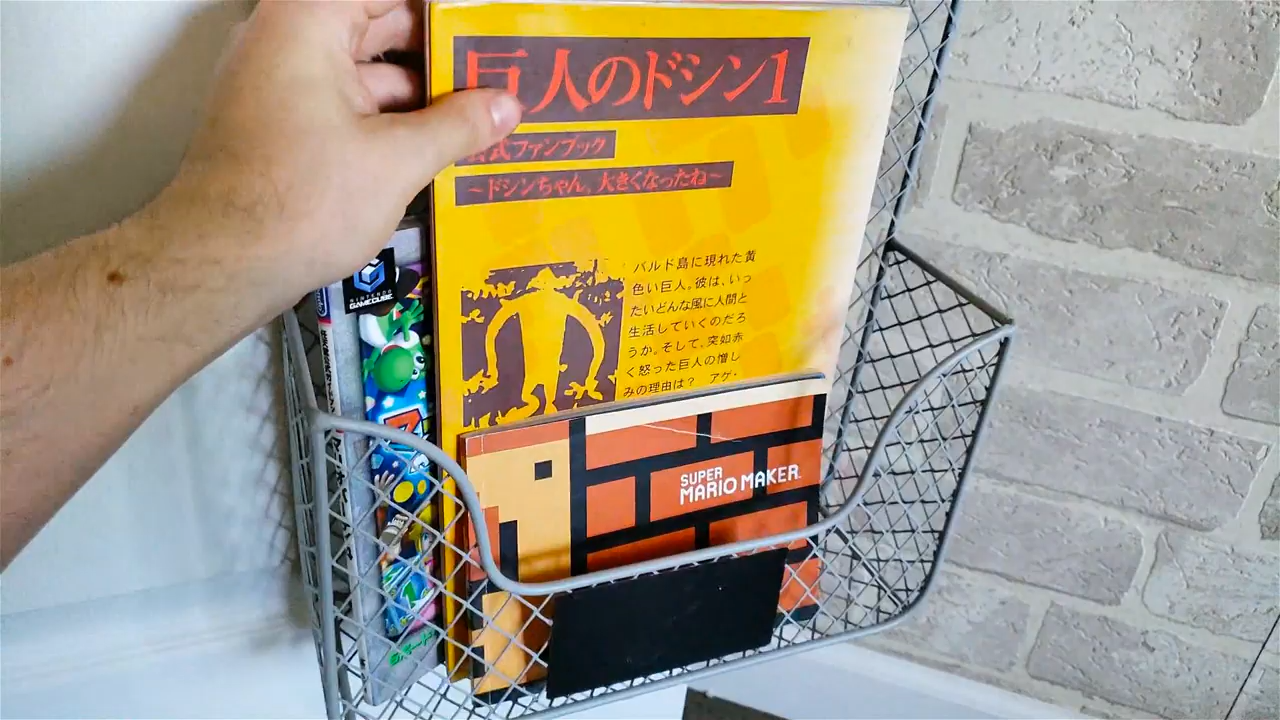 巨人のドシン1
公式ファンブック
~ドシンちゃん、大きくなったね~
バルド島に現れた黄
色い巨人。彼は、いっ
たいどんな風に人間と
生活していくのだろ
うか。そして、突如赤
く怒った巨人の憎し
みの理由は? アゲ・
NINTENDO
GAMECUBE
SUPER
MARIO MAKER